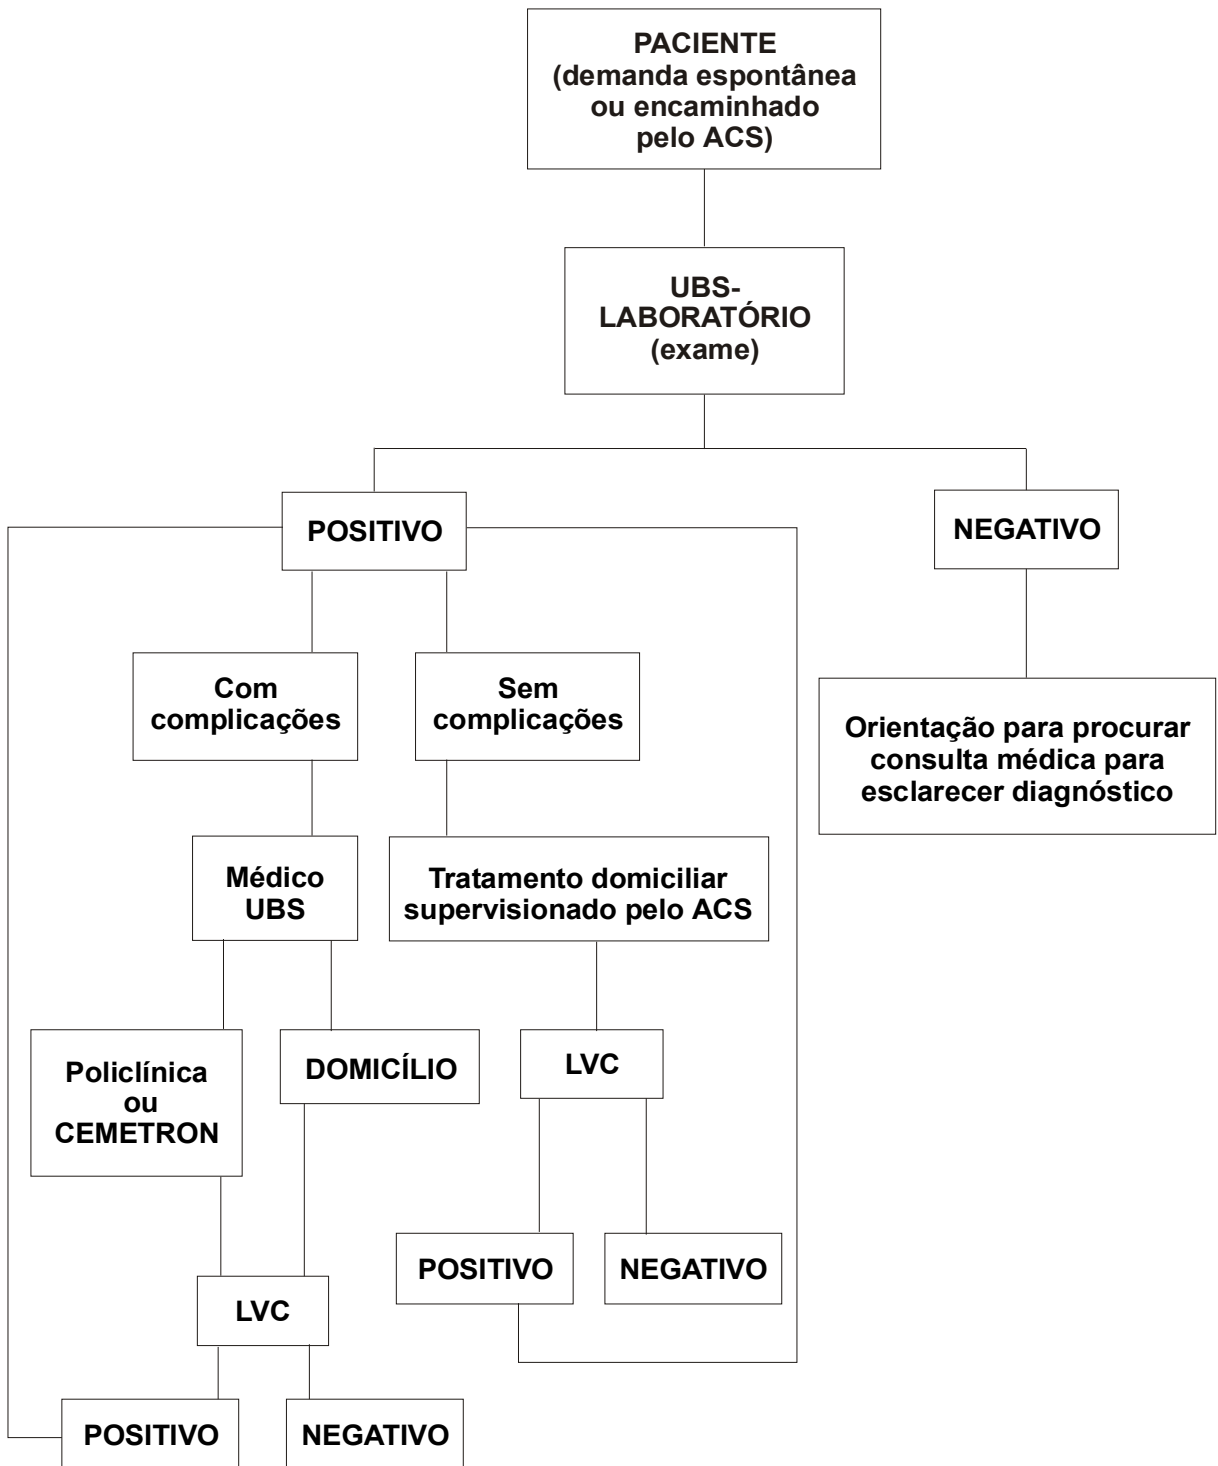 PACIENTE
(demanda espontânea
ou encaminhado
pelo ACS)
UBS-
LABORATÓRIO
(exame)
POSITIVO
NEGATIVO
Com
complicações
Sem
complicações
Orientação para procurar
consulta médica para
esclarecer diagnóstico
Médico
UBS
Tratamento domiciliar
supervisionado pelo ACS
Policlínica
ou
CEMETRON
DOMICÍLIO
LVC
POSITIVO
NEGATIVO
LVC
POSITIVO
NEGATIVO